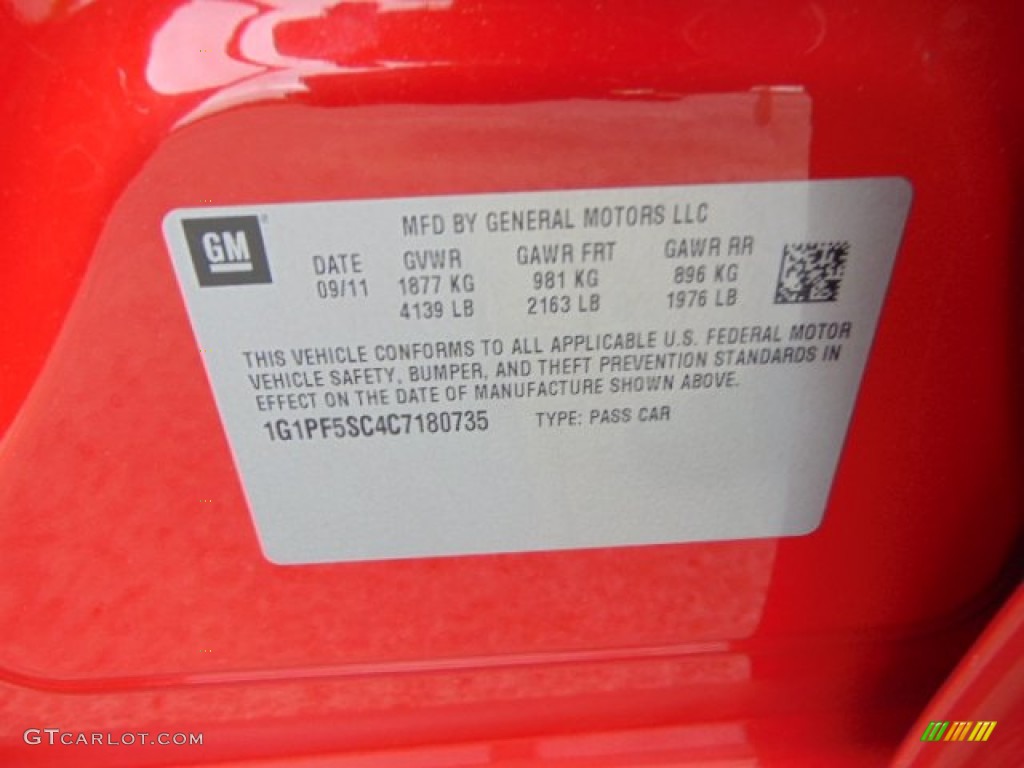 GM
MFD BY GENERAL MOTORS LLC
DATE GVWR GAWR FRT GAWR RR
09/11 1877 KG 981 KG 896 KG
4139 LB 2163 LB 1976 LB
THIS VEHICLE CONFORMS TO ALL APPLICABLE U.S. FEDERAL MOTOR
VEHICLE SAFETY, BUMPER, AND THEFT PREVENTION STANDARDS IN
EFFECT ON THE DATE OF MANUFACTURE SHOWN ABOVE.
1G1PF5SC4C7180735 TYPE: PASS CAR
GTCARLOT.COM